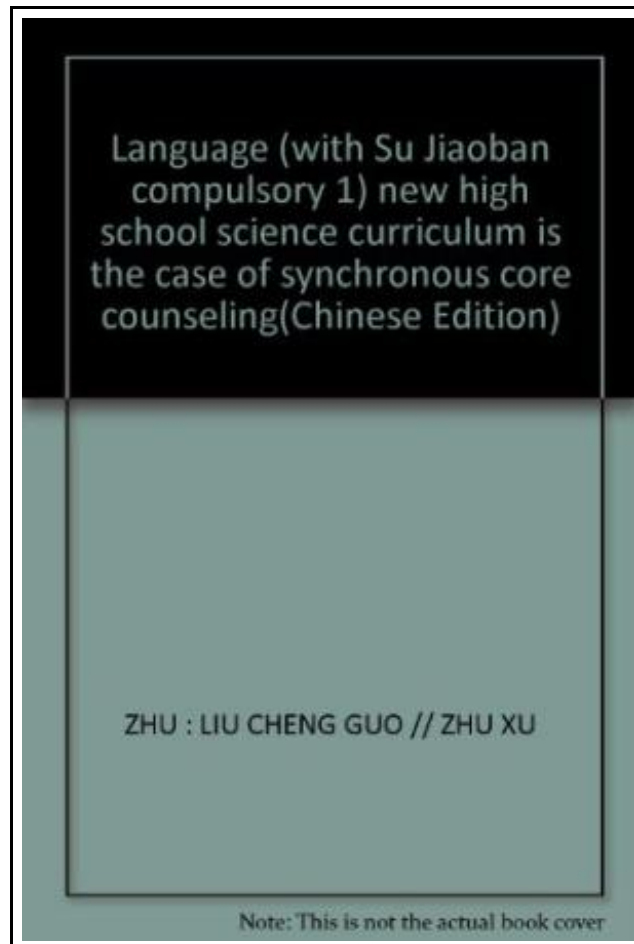 Language (with Su Jiaoban
compulsory 1) new high
school science curriculum is
the case of synchronous core
counseling(Chinese Edition)
ZHU : LIU CHENG GUO // ZHU XU
Note: This is not the actual book cover